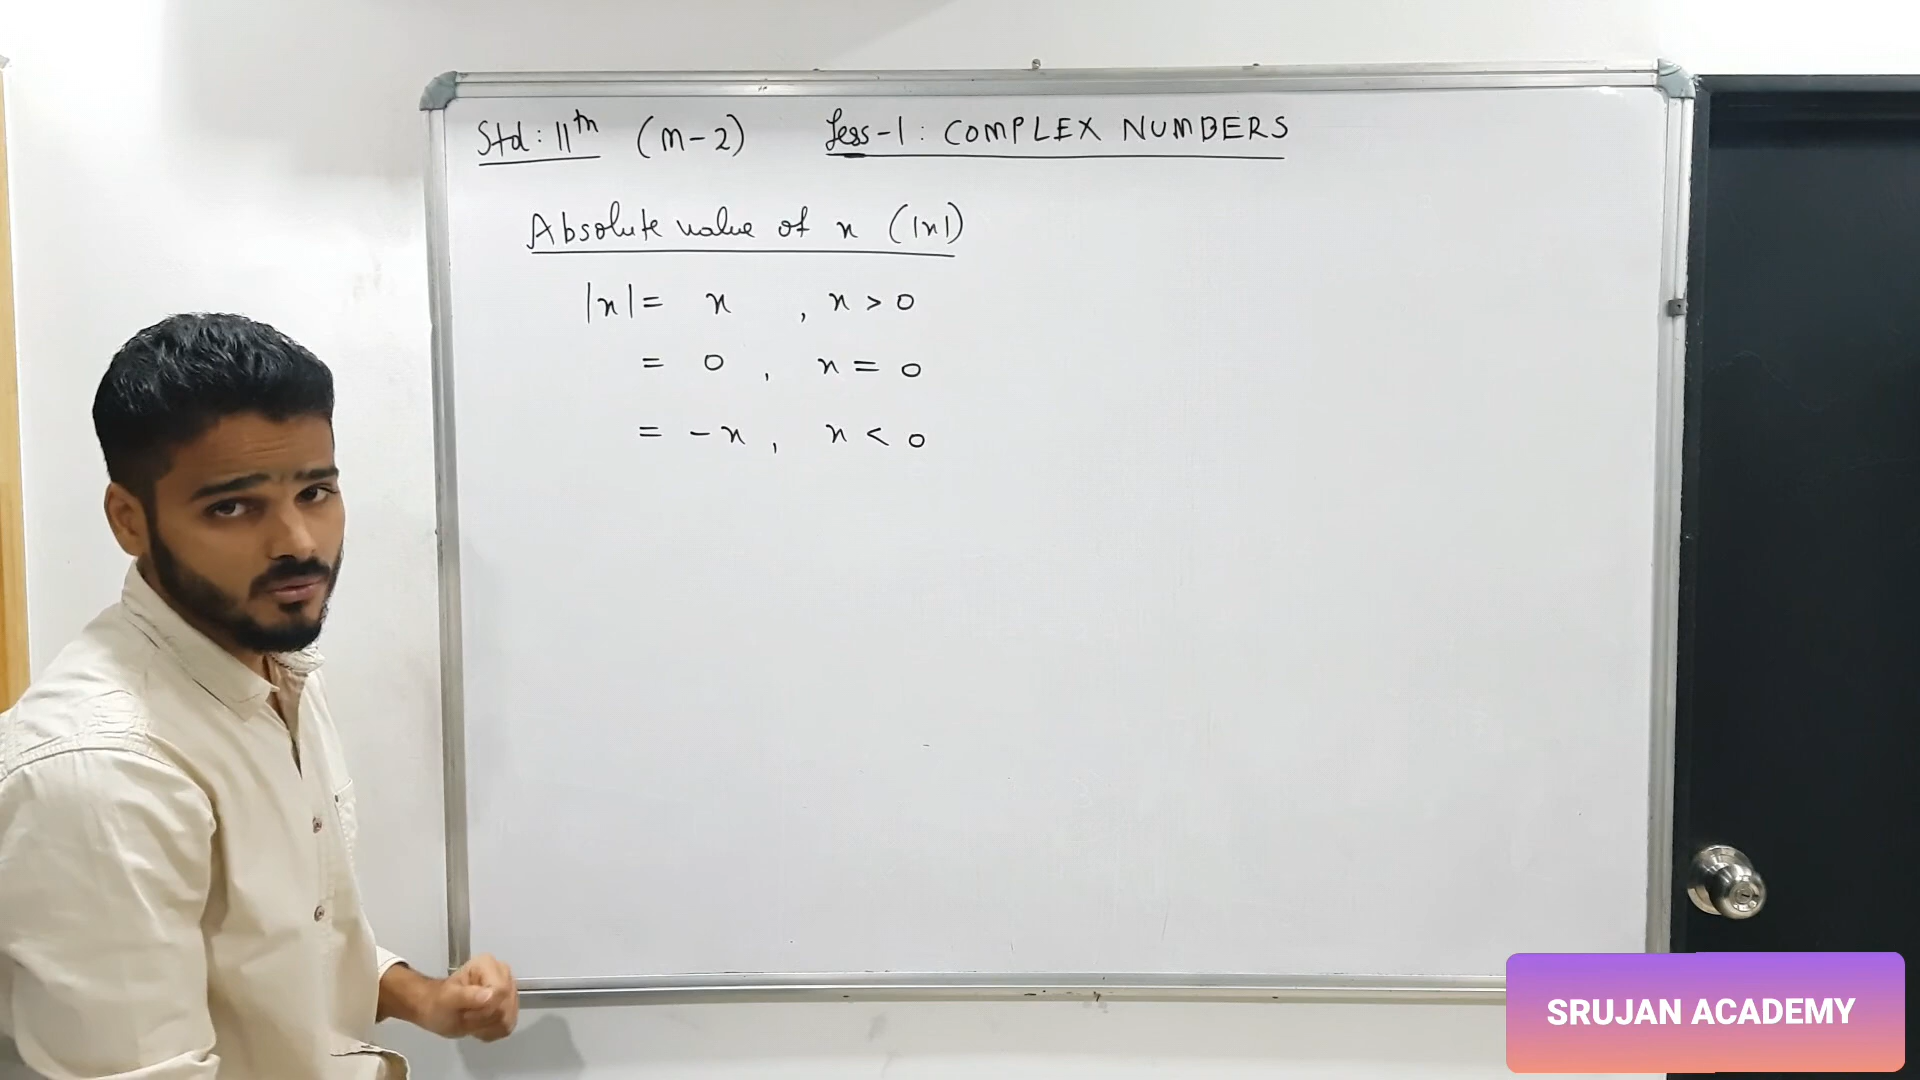 Std: 11th (M-2) Less-1: COMPLEX NUMBERS
Absolute value of x (|x|)
|x| = x , x > 0
= 0 , x = 0
= -x , x < 0
SRUJAN ACADEMY